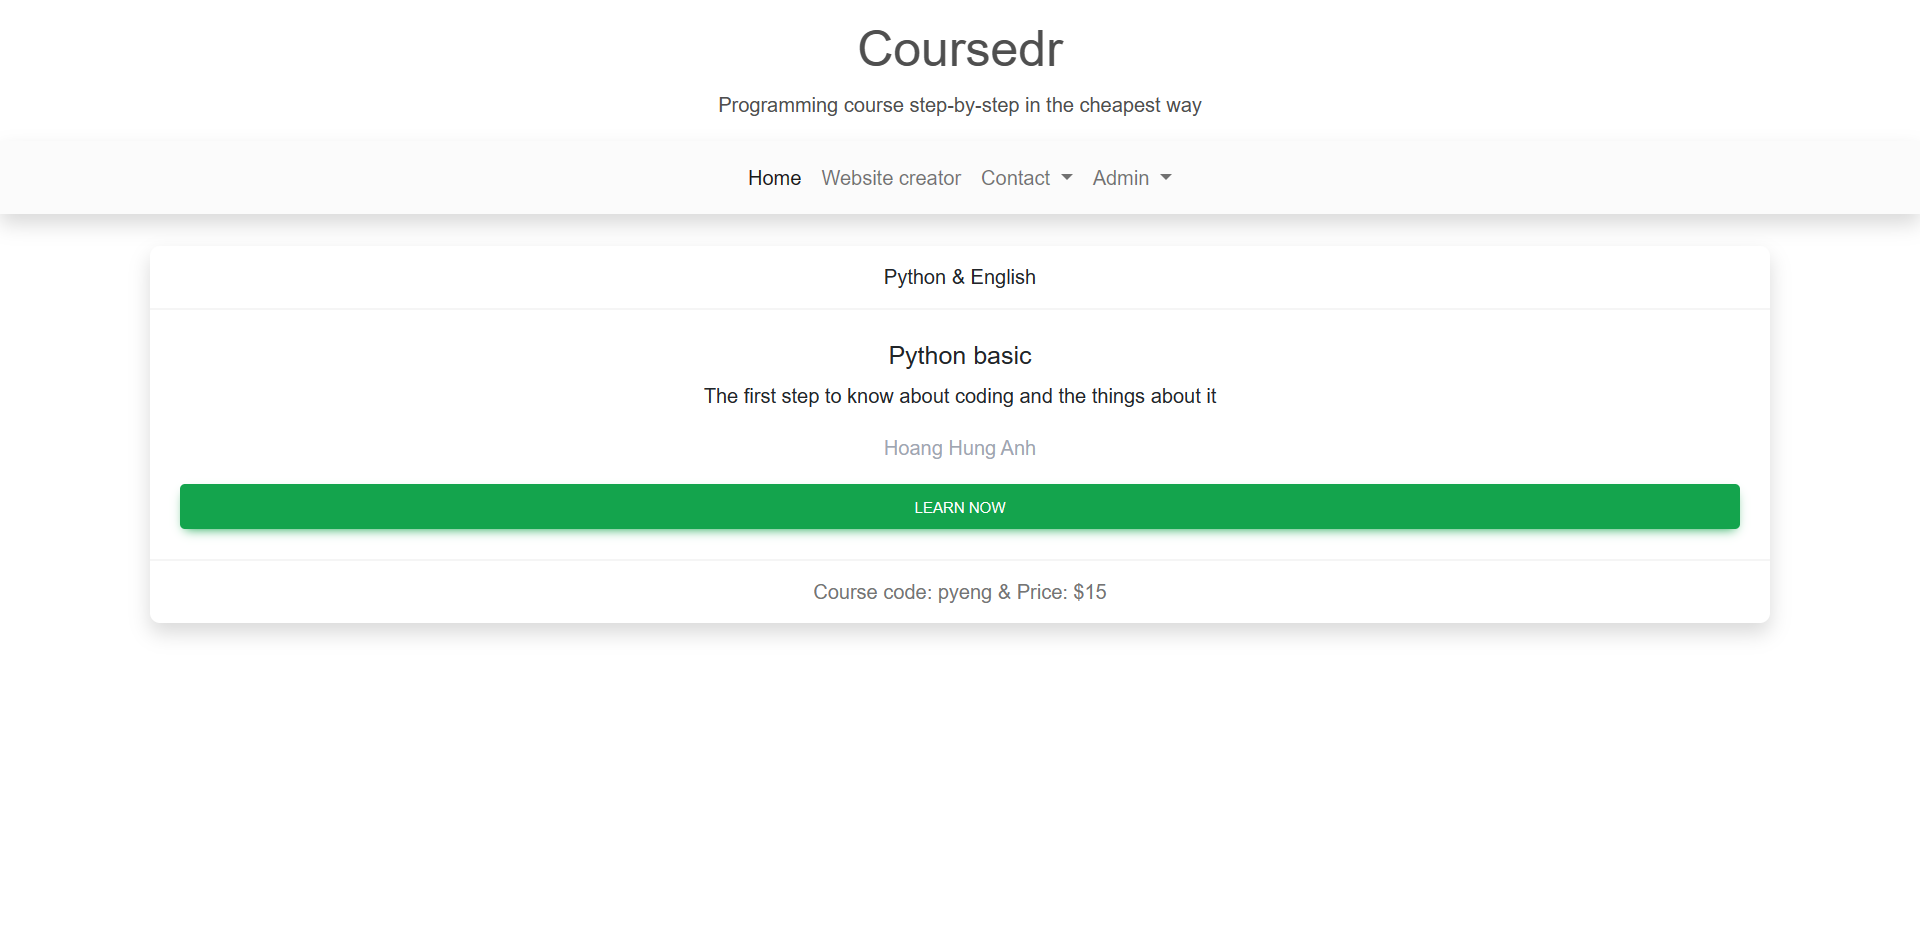 Coursedr
Programming course step-by-step in the cheapest way
Home Website creator Contact Admin
Python & English
Python basic
The first step to know about coding and the things about it
Hoang Hung Anh
LEARN NOW
Course code: pyeng & Price: $15